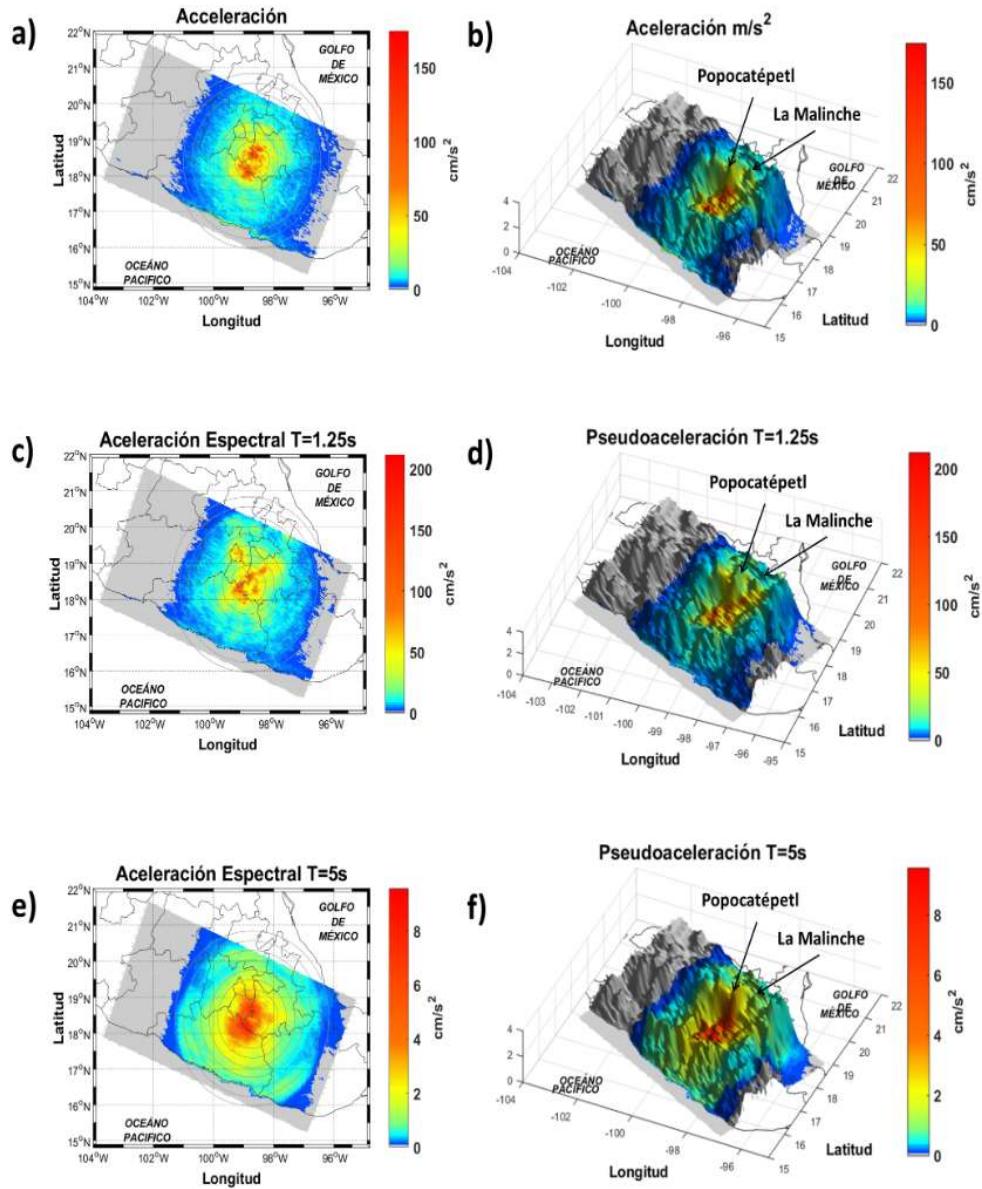 a)
Acceleración
22°N
21°N
20°N
19°N
18°N
17°N
16°N
15°N
104°W
102°W
100°W
98°W
96°W
Latitud
Longitud
GOLFO
DE
MÉXICO
OCEÁNO
PACIFICO
150
100
50
0
cm/s²
b)
Aceleración m/s²
Popocatépetl
La Malinche
GOLFO
DE
MÉXICO
OCEÁNO
PACIFICO
4
2
0
-104
-102
-100
-98
-96
15
16
17
18
19
20
21
22
Longitud
Latitud
150
100
50
0
cm/s²
c)
Aceleración Espectral T=1.25s
22°N
21°N
20°N
19°N
18°N
17°N
16°N
15°N
104°W
102°W
100°W
98°W
96°W
Latitud
Longitud
GOLFO
DE
MÉXICO
OCEÁNO
PACIFICO
200
150
100
50
0
cm/s²
d)
Pseudoaceleración T=1.25s
Popocatépetl
La Malinche
GOLFO
DE
MÉXICO
OCEÁNO
PACIFICO
4
2
0
-104
-103
-102
-101
-100
-99
-98
-97
-96
-95
15
16
17
18
19
20
21
22
Longitud
Latitud
200
150
100
50
0
cm/s²
e)
Aceleración Espectral T=5s
22°N
21°N
20°N
19°N
18°N
17°N
16°N
15°N
104°W
102°W
100°W
98°W
96°W
Latitud
Longitud
GOLFO
DE
MÉXICO
OCEÁNO
PACIFICO
8
6
4
2
0
cm/s²
f)
Pseudoaceleración T=5s
Popocatépetl
La Malinche
GOLFO
DE
MÉXICO
OCEÁNO
PACIFICO
4
2
0
-104
-102
-100
-98
-96
15
16
17
18
19
20
21
22
Longitud
Latitud
8
6
4
2
0
cm/s²